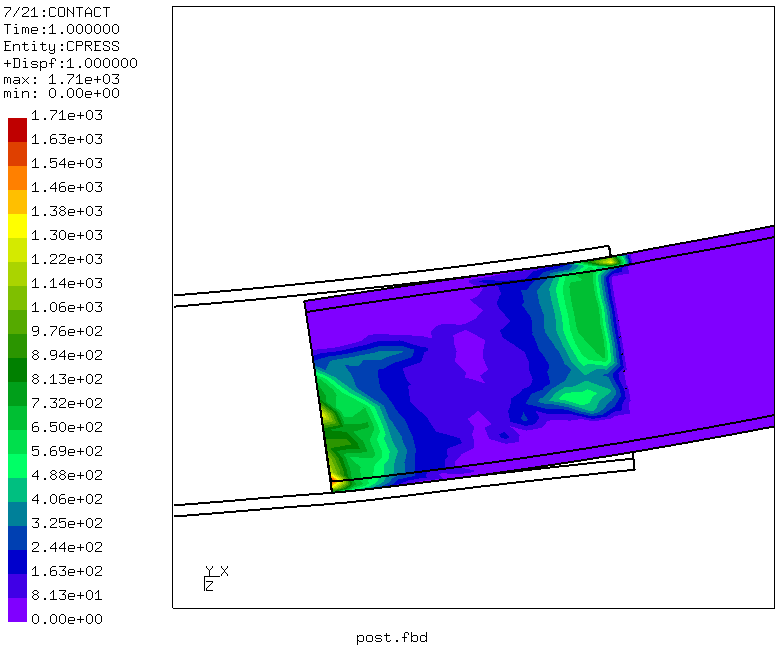 7/21:CONTACT
Time:1.000000
Entity:CPRESS
+Dispf:1.000000
max: 1.71e+03
min: 0.00e+00
1.71e+03
1.63e+03
1.54e+03
1.46e+03
1.38e+03
1.30e+03
1.22e+03
1.14e+03
1.06e+03
9.76e+02
8.94e+02
8.13e+02
7.32e+02
6.50e+02
5.69e+02
4.88e+02
4.06e+02
3.25e+02
2.44e+02
1.63e+02
8.13e+01
0.00e+00
Y X
Z
post.fbd